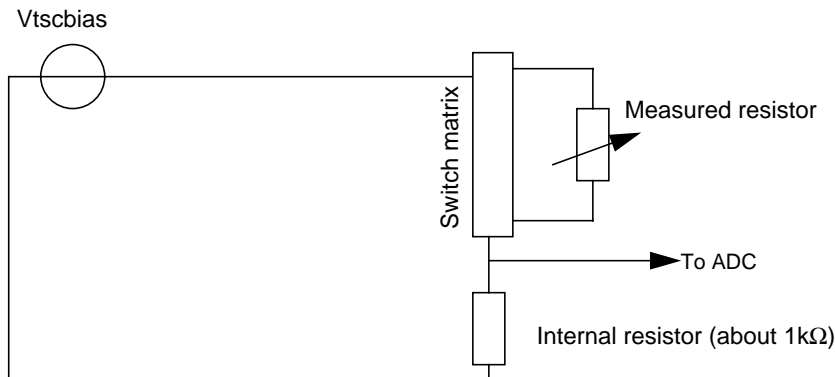 Vtscbias
Switch matrix
Measured resistor
To ADC
Internal resistor (about 1kΩ)